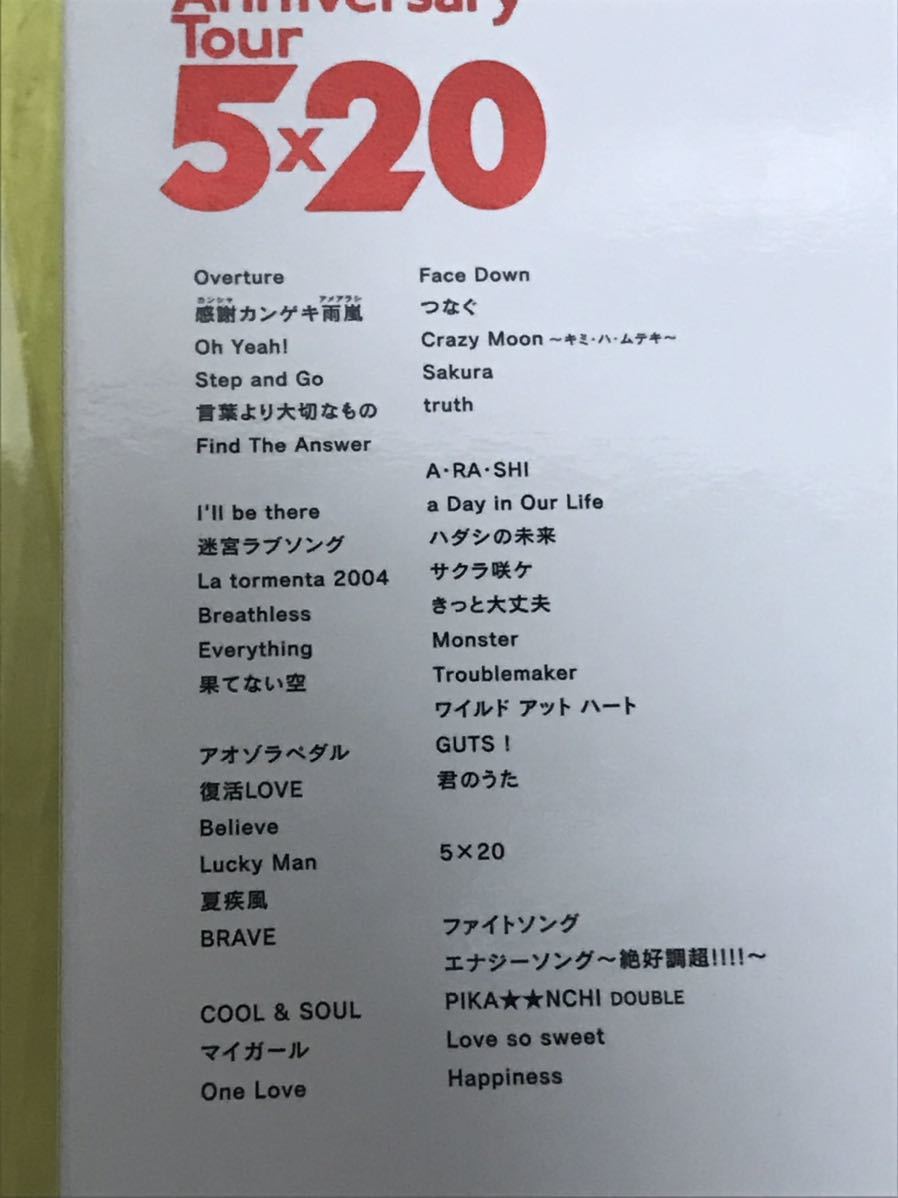 Anniversary
Tour
5×20
Overture
感謝カンゲキ雨嵐
カンシャ アメアラシ
Oh Yeah!
Step and Go
言葉より大切なもの
Find The Answer
I'll be there
迷宮ラブソング
La tormenta 2004
Breathless
Everything
果てない空
アオゾラペダル
復活LOVE
Believe
Lucky Man
夏疾風
BRAVE
COOL & SOUL
マイガール
One Love
Face Down
つなぐ
Crazy Moon ～キミ・ハ・ムテキ～
Sakura
truth
A・RA・SHI
a Day in Our Life
ハダシの未来
サクラ咲ケ
きっと大丈夫
Monster
Troublemaker
ワイルド アット ハート
GUTS !
君のうた
5×20
ファイトソング
エナジーソング～絶好調超!!!!～
PIKA★★NCHI DOUBLE
Love so sweet
Happiness